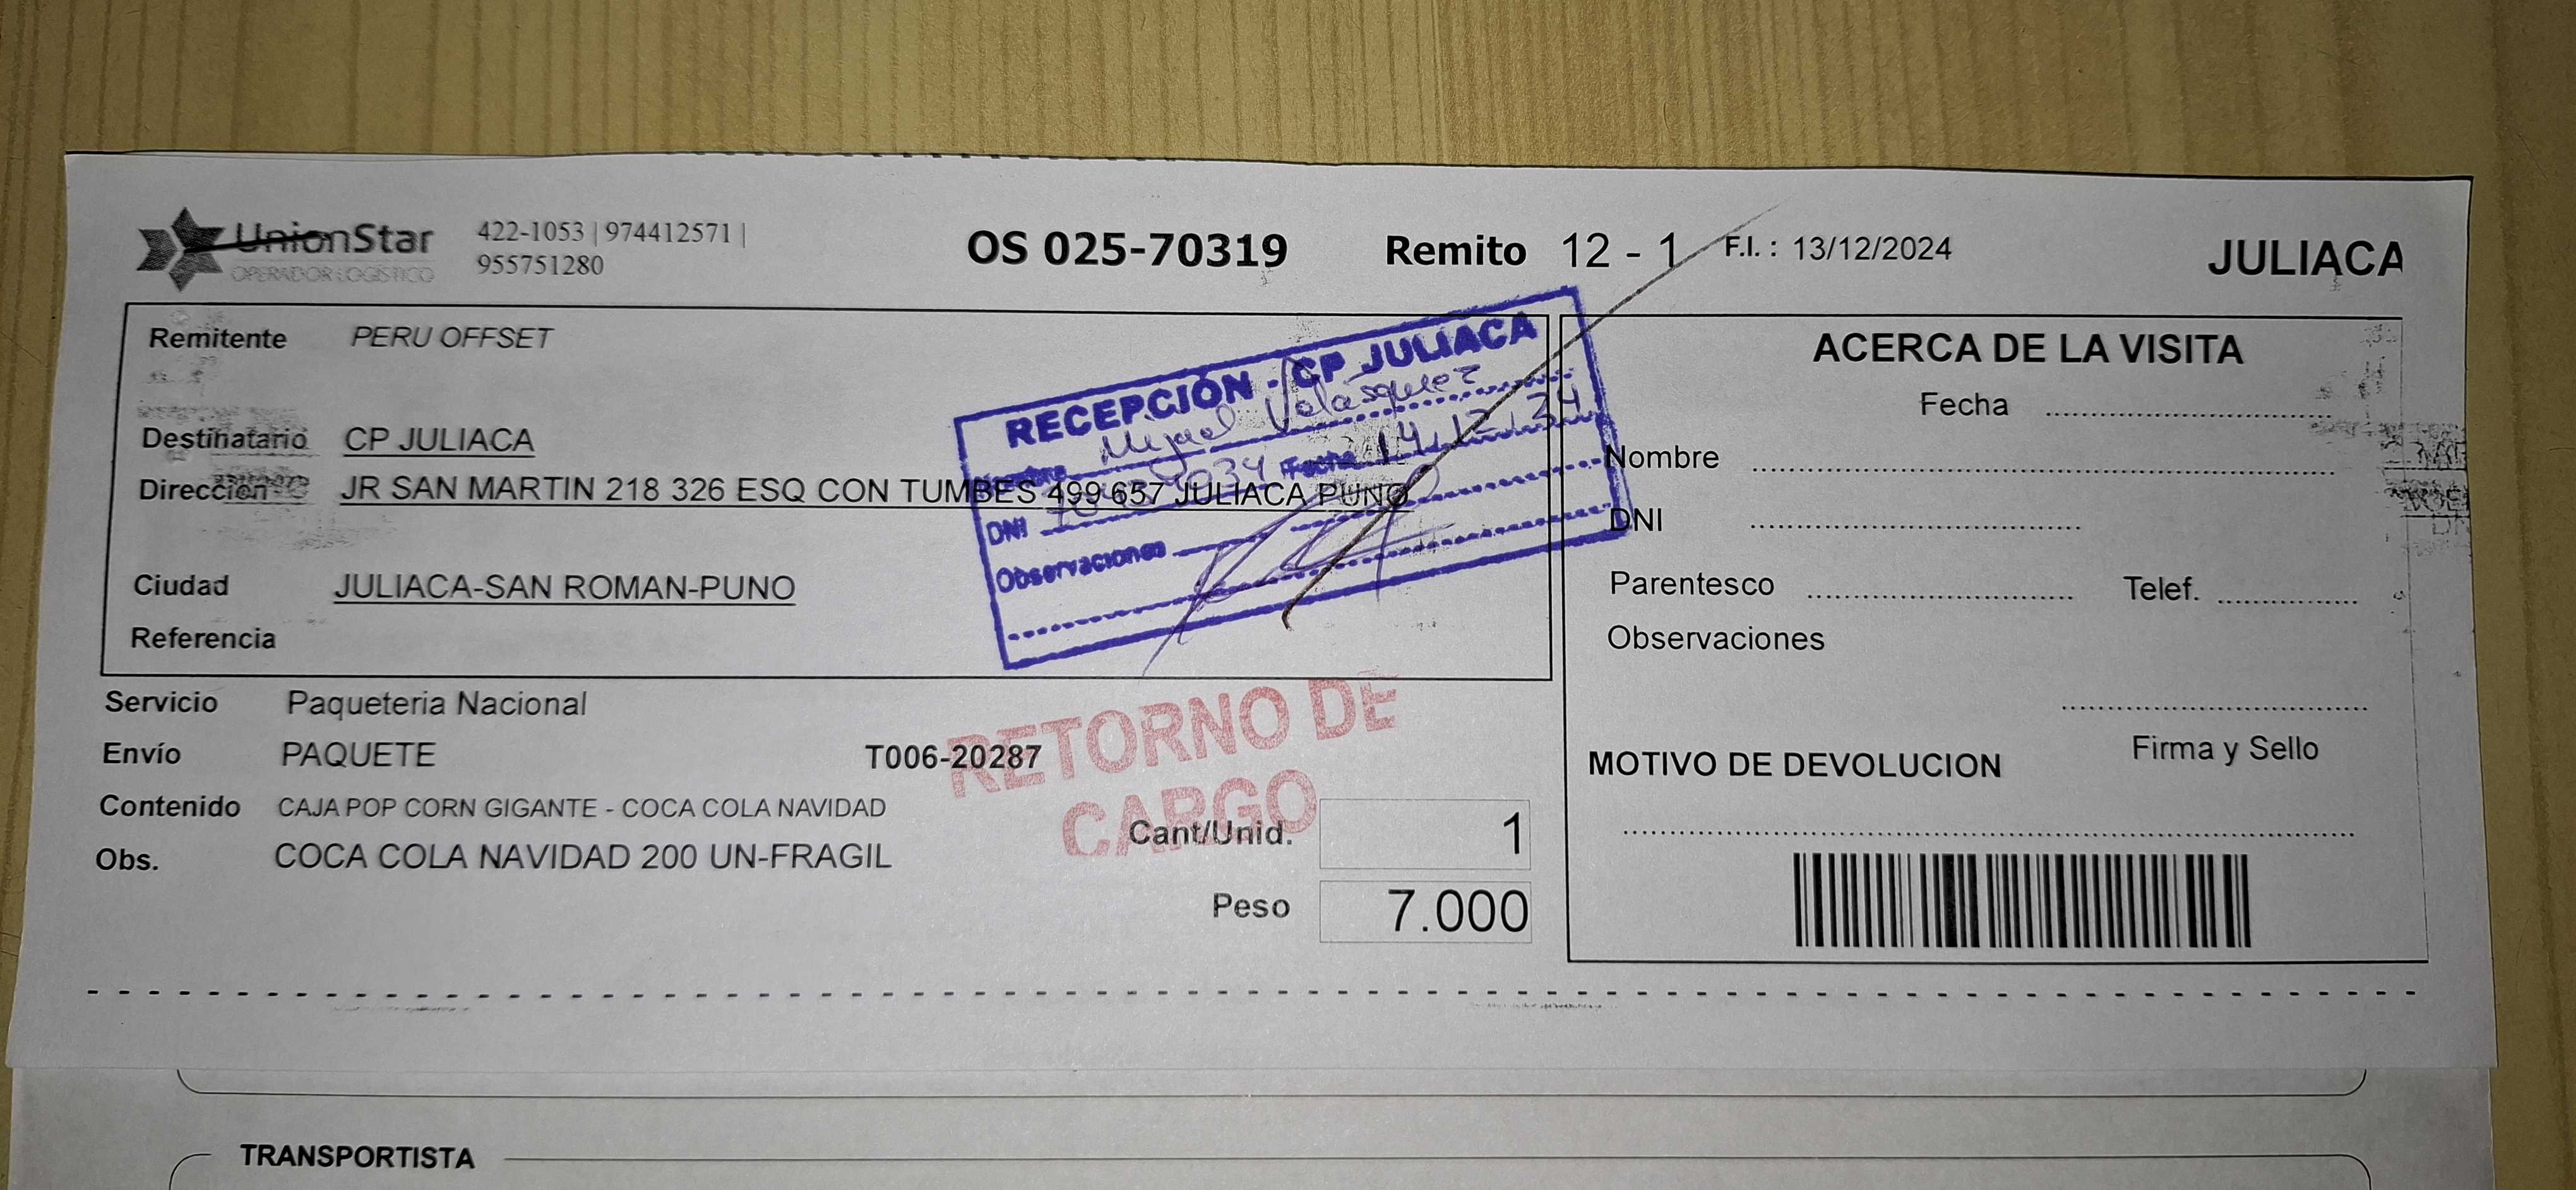 UnionStar
OPERADOR LOGÍSTICO
422-1053 | 974412571 |
955751280
OS 025-70319
Remito 12 - 1
F.I. : 13/12/2024
JULIACA
Remitente PERU OFFSET
Destinatario CP JULIACA
Dirección JR SAN MARTIN 218 326 ESQ CON TUMBES 499 657 JULIACA PUNO
Ciudad JULIACA-SAN ROMAN-PUNO
Referencia
RECEPCIÓN - CP JULIACA
Nombre Miguel Velasquez
DNI
Fecha 14/12/24
Observaciones
Servicio Paqueteria Nacional
Envío PAQUETE
T006-20287
Contenido CAJA POP CORN GIGANTE - COCA COLA NAVIDAD
Obs. COCA COLA NAVIDAD 200 UN-FRAGIL
RETORNO DE
CARGO
Cant/Unid. 1
Peso 7.000
ACERCA DE LA VISITA
Fecha
Nombre
DNI
Parentesco Telef.
Observaciones
Firma y Sello
MOTIVO DE DEVOLUCION
TRANSPORTISTA